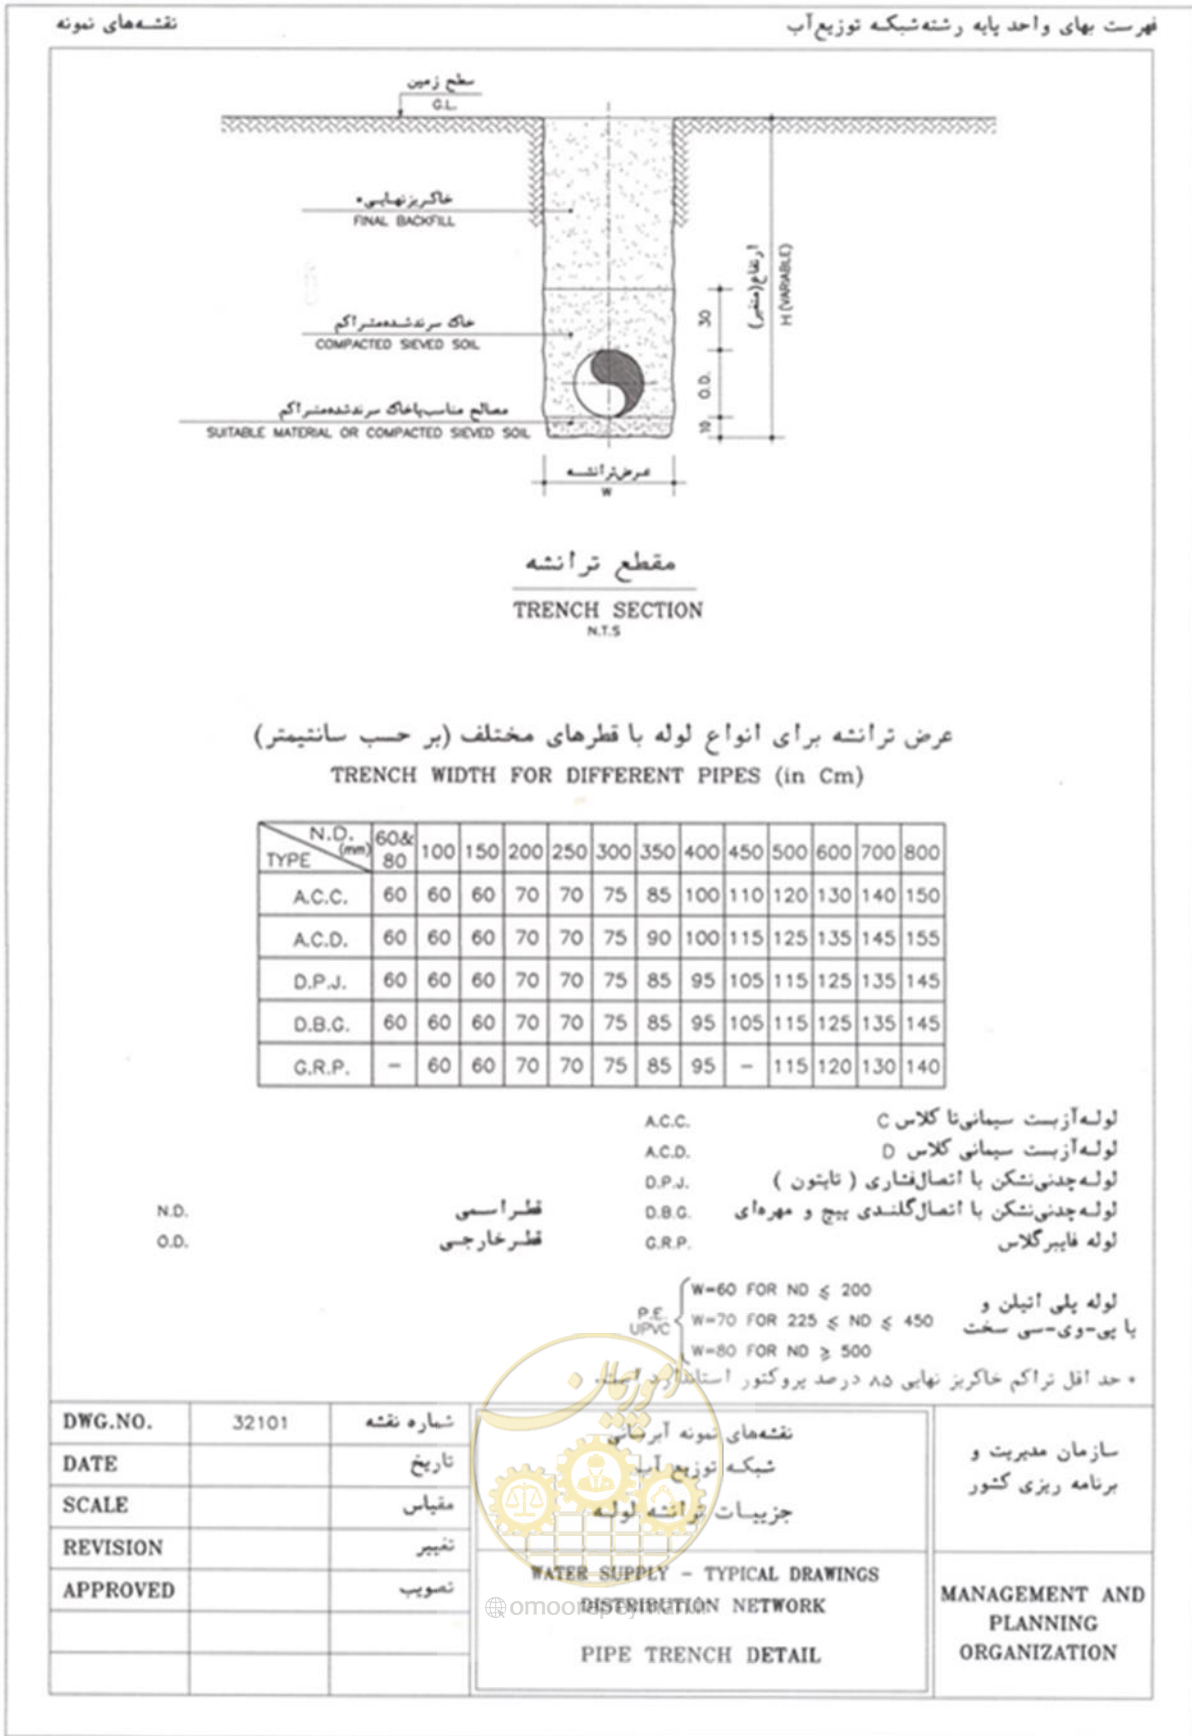 فهرست بهای واحد پایه رشته شبکه توزیع آب
نقشه‌های نمونه
سطح زمین
G.L.
خاکریز نهایی*
FINAL BACKFILL
خاک سرند شده متراکم
COMPACTED SIEVED SOIL
مصالح مناسب یا خاک سرند شده متراکم
SUITABLE MATERIAL OR COMPACTED SIEVED SOIL
30
O.D.
10
ارتفاع (متغیر)
H (VARIABLE)
عرض ترانشه
W
مقطع ترانشه
TRENCH SECTION
N.T.S
عرض ترانشه برای انواع لوله با قطرهای مختلف (بر حسب سانتیمتر)
TRENCH WIDTH FOR DIFFERENT PIPES (in Cm)
TYPE N.D. (mm) 60& 80 100 150 200 250 300 350 400 450 500 600 700 800
A.C.C. 60 60 60 70 70 75 85 100 110 120 130 140 150
A.C.D. 60 60 60 70 70 75 90 100 115 125 135 145 155
D.P.J. 60 60 60 70 70 75 85 95 105 115 125 135 145
D.B.G. 60 60 60 70 70 75 85 95 105 115 125 135 145
G.R.P. - 60 60 70 70 75 85 95 - 115 120 130 140
لوله آزبست سیمانی تا کلاس C A.C.C.
لوله آزبست سیمانی کلاس D A.C.D.
لوله چدنی نشکن با اتصال فشاری ( تایتون ) D.P.J.
لوله چدنی نشکن با اتصال گلندی پیچ و مهره‌ای D.B.G.
لوله فایبرگلاس G.R.P.
قطر اسمی N.D.
قطر خارجی O.D.
لوله پلی اتیلن و
یا پی-وی-سی سخت
P.E.
UPVC
W=60 FOR ND ⩽ 200
W=70 FOR 225 ⩽ ND ⩽ 450
W=80 FOR ND ⩾ 500
* حد اقل تراکم خاکریز نهایی ۸۵ درصد پروکتور استاندارد است.
امور پیمان
سازمان مدیریت و
برنامه ریزی کشور
MANAGEMENT AND
PLANNING
ORGANIZATION
نقشه‌های نمونه آبرسانی
شبکه توزیع آب
جزییات ترانشه لوله
WATER SUPPLY - TYPICAL DRAWINGS
DISTRIBUTION NETWORK
PIPE TRENCH DETAIL
DWG.NO. 32101 شماره نقشه
DATE تاریخ
SCALE مقیاس
REVISION تغییر
APPROVED تصویب